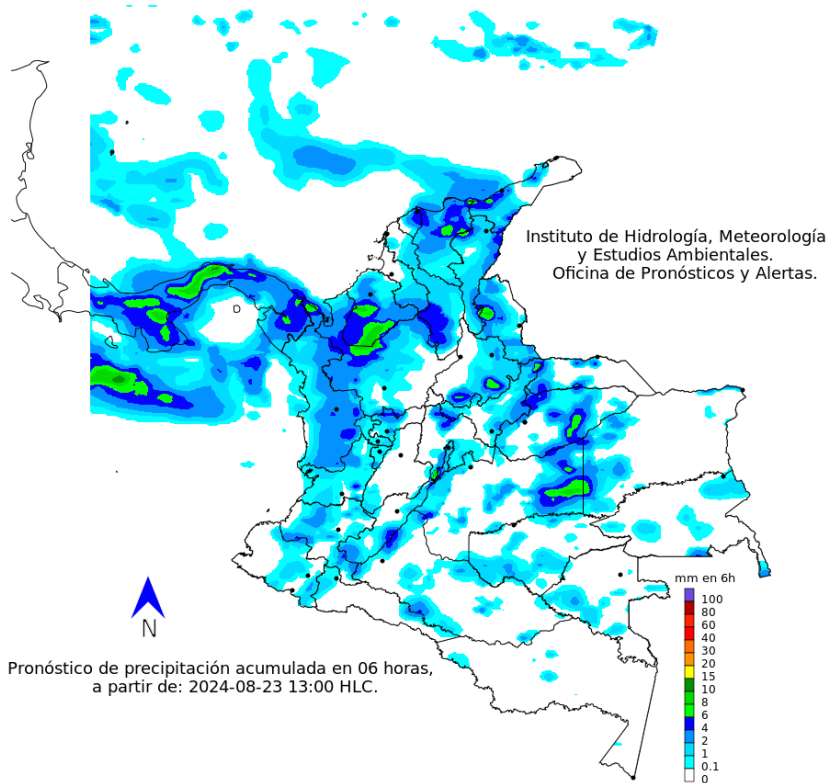 Instituto de Hidrología, Meteorología
y Estudios Ambientales.
Oficina de Pronósticos y Alertas.
mm en 6h
100
80
60
40
30
20
15
10
8
6
4
2
1
0.1
0
N
Pronóstico de precipitación acumulada en 06 horas,
a partir de: 2024-08-23 13:00 HLC.